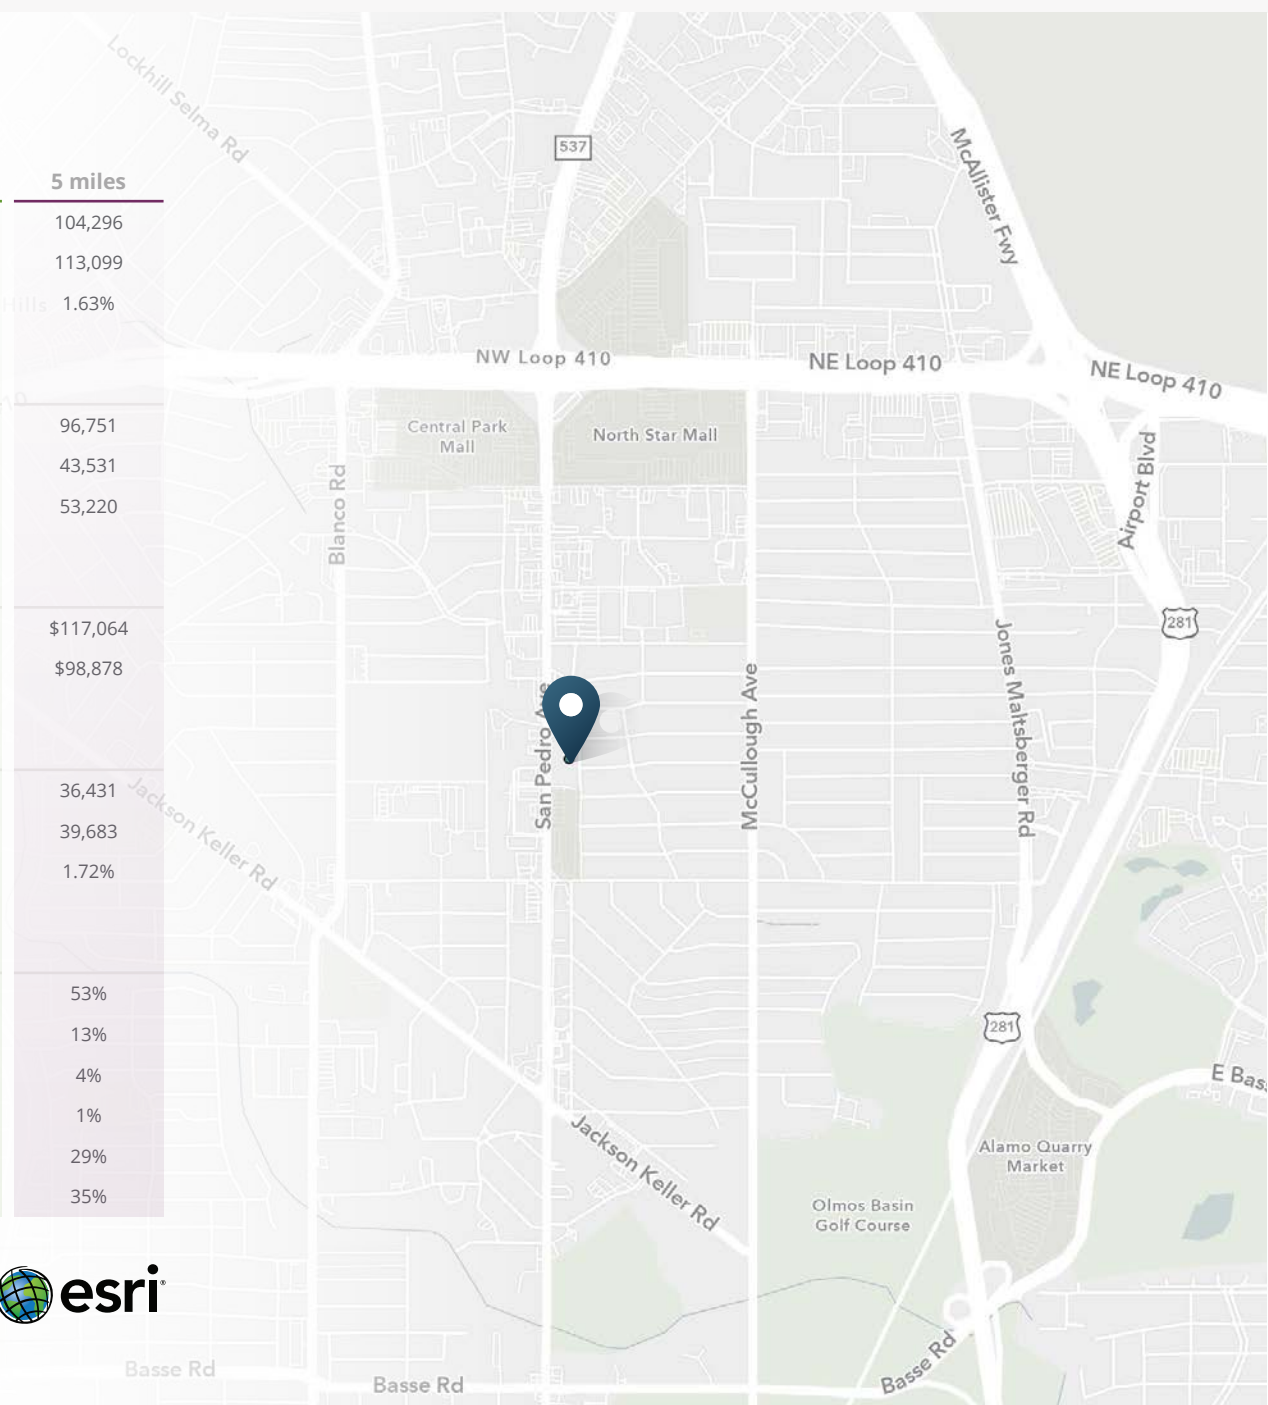 5 miles
104,296
113,099
1.63%
96,751
43,531
53,220
$117,064
$98,878
36,431
39,683
1.72%
53%
13%
4%
1%
29%
35%
esri
Lockhill Selma Rd
537
McAllister Fwy
Hills
NW Loop 410
NE Loop 410
NE Loop 410
Central Park
Mall
North Star Mall
Blanco Rd
Airport Blvd
281
San Pedro Ave
McCullough Ave
Jones Maltsberger Rd
Jackson Keller Rd
281
E Bas
Jackson Keller Rd
Alamo Quarry
Market
Olmos Basin
Golf Course
Basse Rd
Basse Rd
Basse Rd